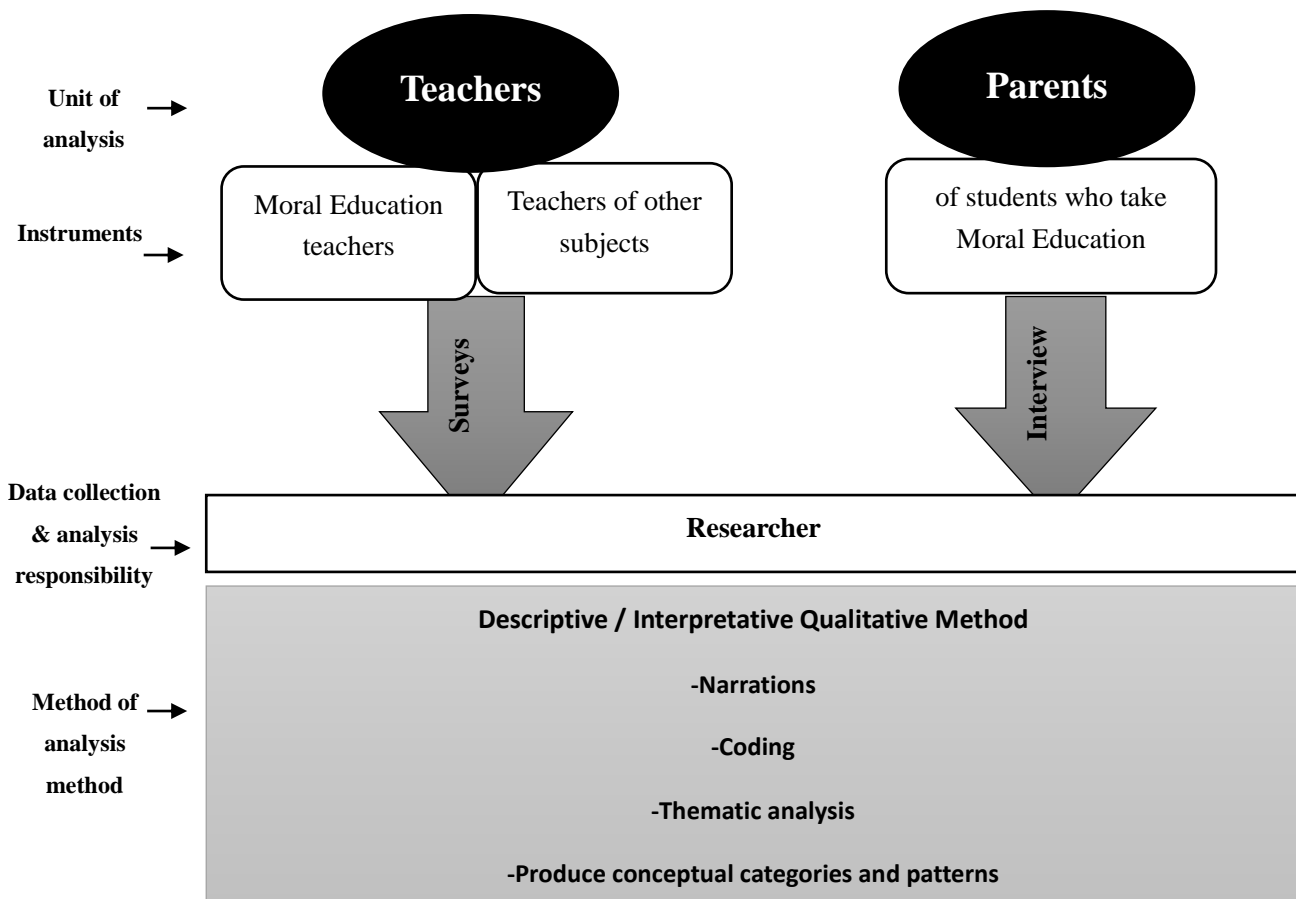 Teachers
Parents
Unit of
analysis
Moral Education
teachers
Teachers of other
subjects
of students who take
Moral Education
Instruments
Surveys
Interview
Data collection
& analysis
responsibility
Researcher
Descriptive / Interpretative Qualitative Method
-Narrations
Method of
analysis
method
-Coding
-Thematic analysis
-Produce conceptual categories and patterns